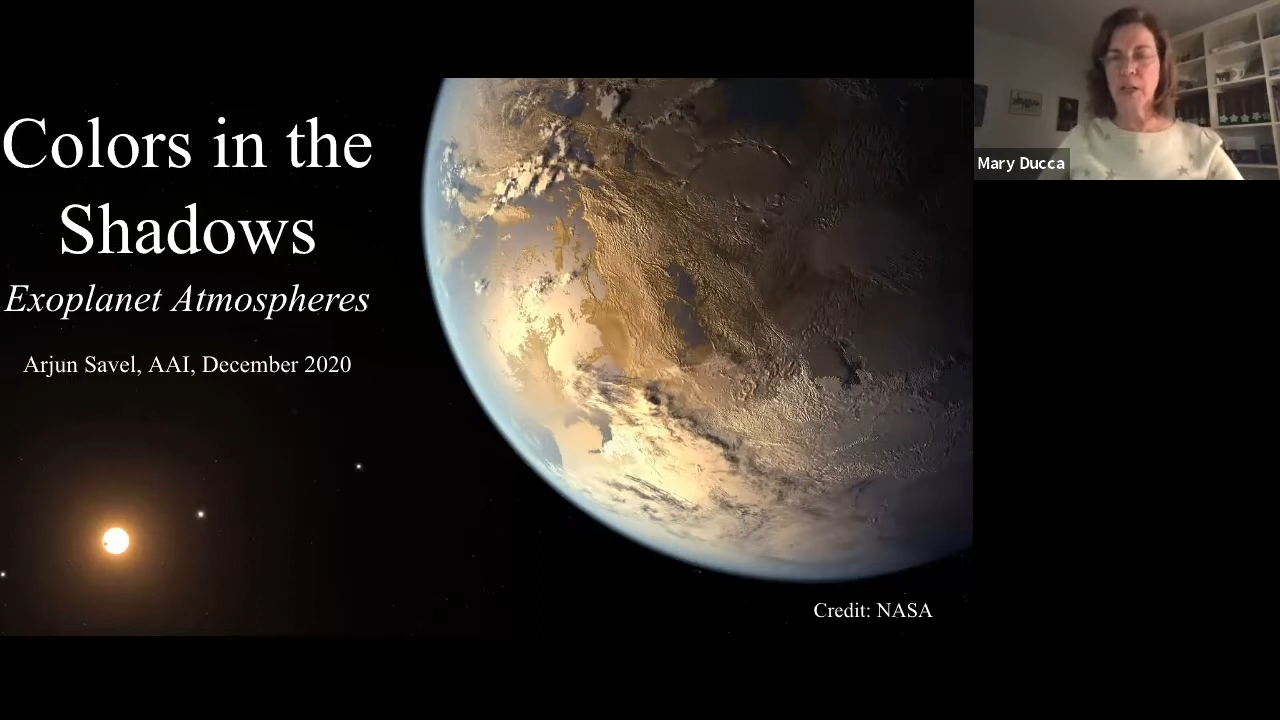 Colors in the
Shadows
Exoplanet Atmospheres
Arjun Savel, AAI, December 2020
Credit: NASA
Mary Ducca